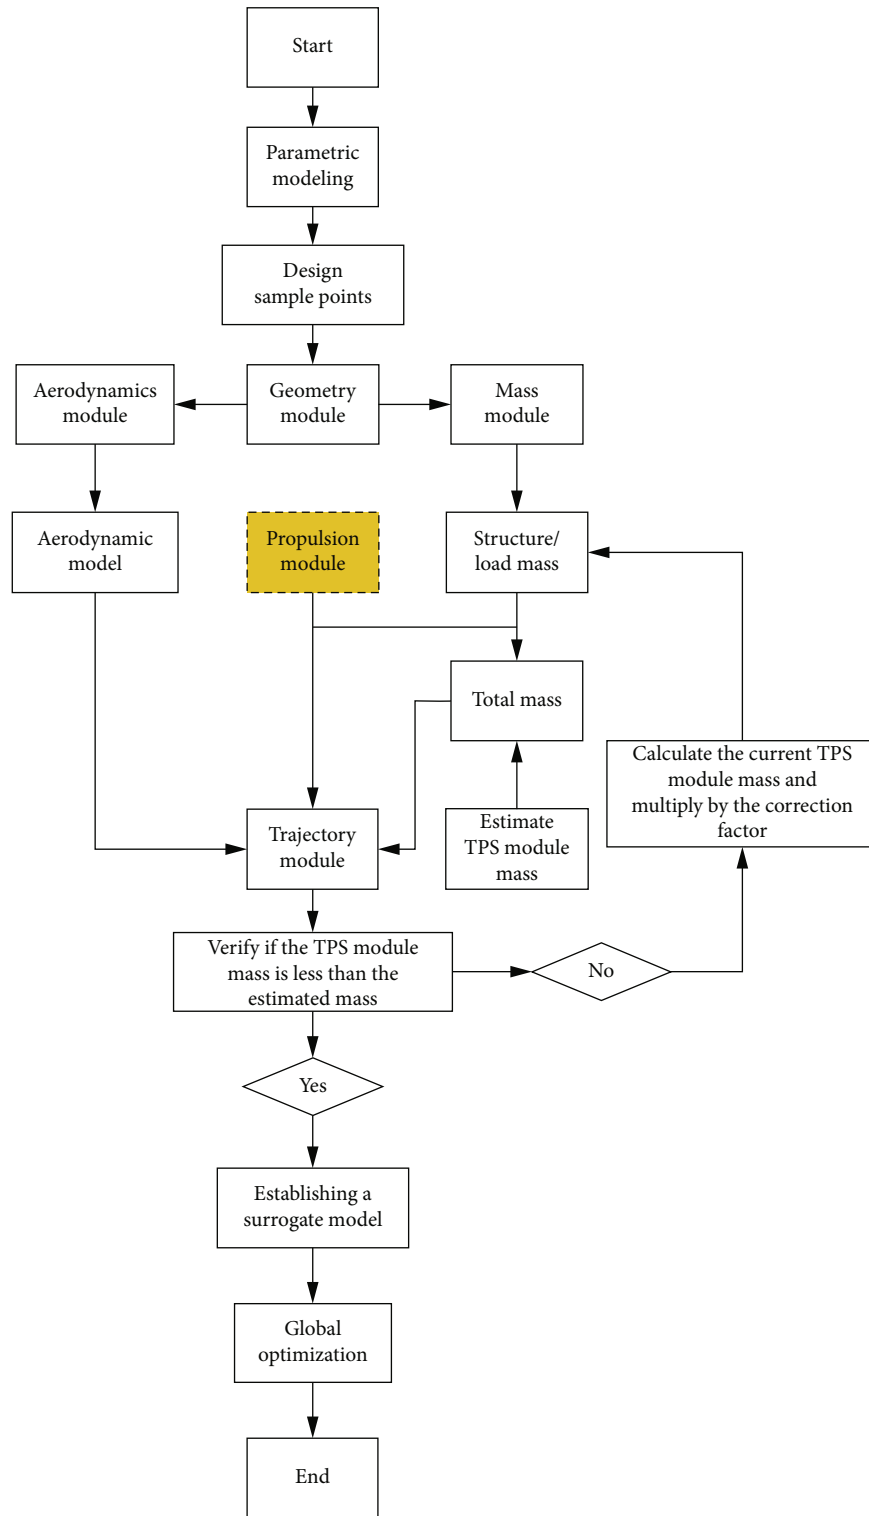 Start
Parametric
modeling
Design
sample points
Aerodynamics
module
Geometry
module
Mass
module
Aerodynamic
model
Propulsion
module
Structure/
load mass
Total mass
Calculate the current TPS
module mass and
multiply by the correction
factor
Trajectory
module
Estimate
TPS module
mass
Verify if the TPS module
mass is less than the
estimated mass
No
Yes
Establishing a
surrogate model
Global
optimization
End